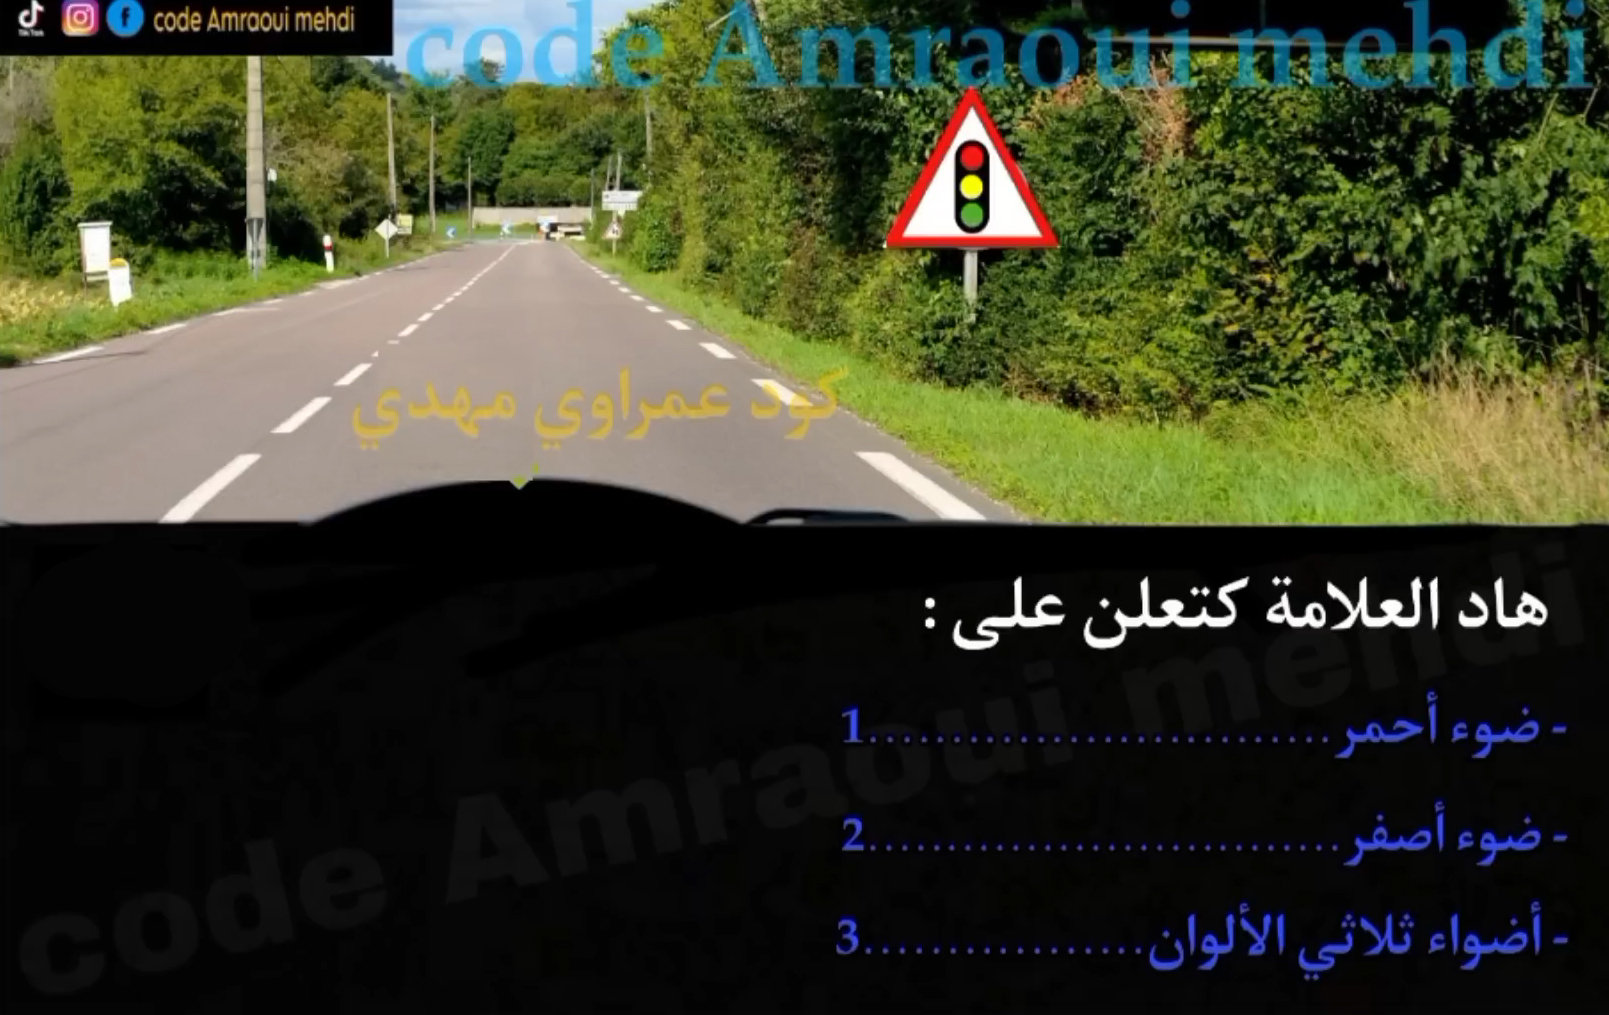 code Amraoui mehdi
code Amraoui mehdi
كود عمراوي مهدي
هاد العلامة كتعلن على :
- ضوء أحمر............................1
- ضوء أصفر.............................2
- أضواء ثلاثي الألوان.................3
code Amraoui mehdi